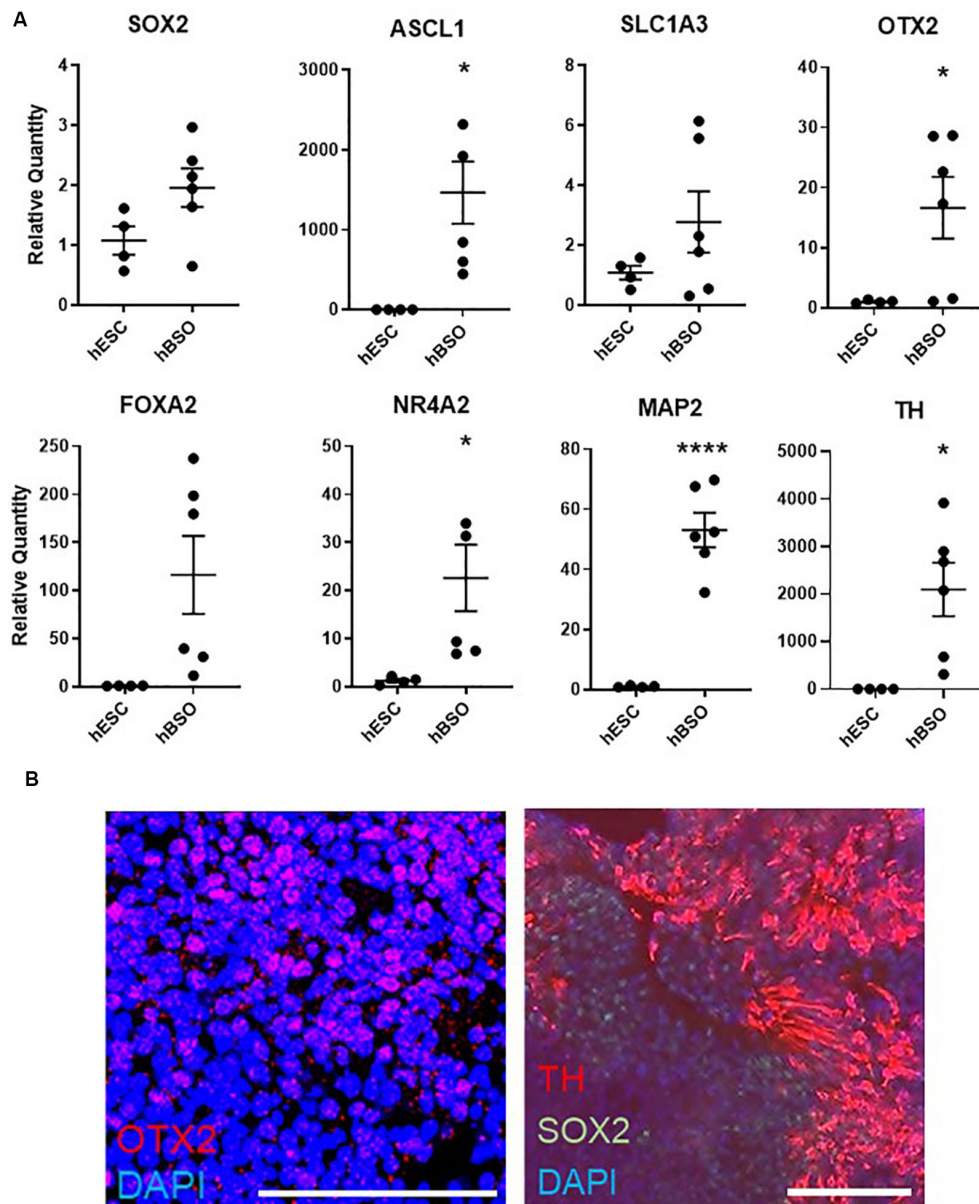 A
SOX2
ASCL1
SLC1A3
OTX2
Relative Quantity
4
3
2
1
0
hESC
hBSO
*
3000
2000
1000
0
hESC
hBSO
8
6
4
2
0
hESC
hBSO
*
40
30
20
10
0
hESC
hBSO
FOXA2
NR4A2
MAP2
TH
Relative Quantity
250
200
150
100
50
0
hESC
hBSO
*
50
40
30
20
10
0
hESC
hBSO
****
80
60
40
20
0
hESC
hBSO
*
5000
4000
3000
2000
1000
0
hESC
hBSO
B
OTX2
DAPI
TH
SOX2
DAPI